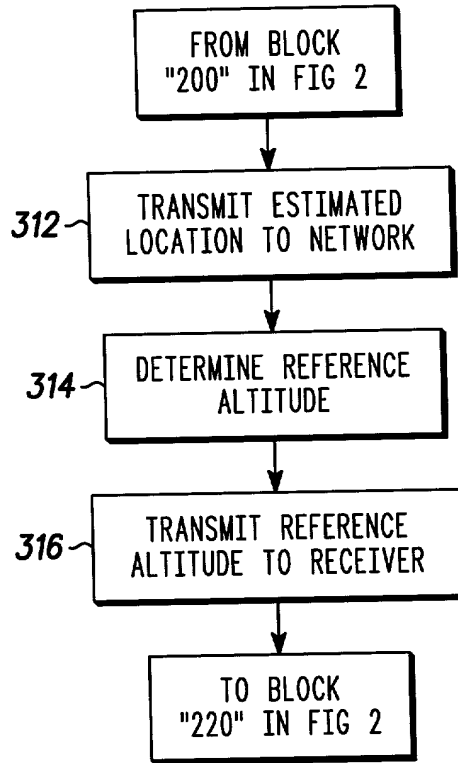 FROM BLOCK
"200" IN FIG 2
312
TRANSMIT ESTIMATED
LOCATION TO NETWORK
314
DETERMINE REFERENCE
ALTITUDE
316
TRANSMIT REFERENCE
ALTITUDE TO RECEIVER
TO BLOCK
"220" IN FIG 2